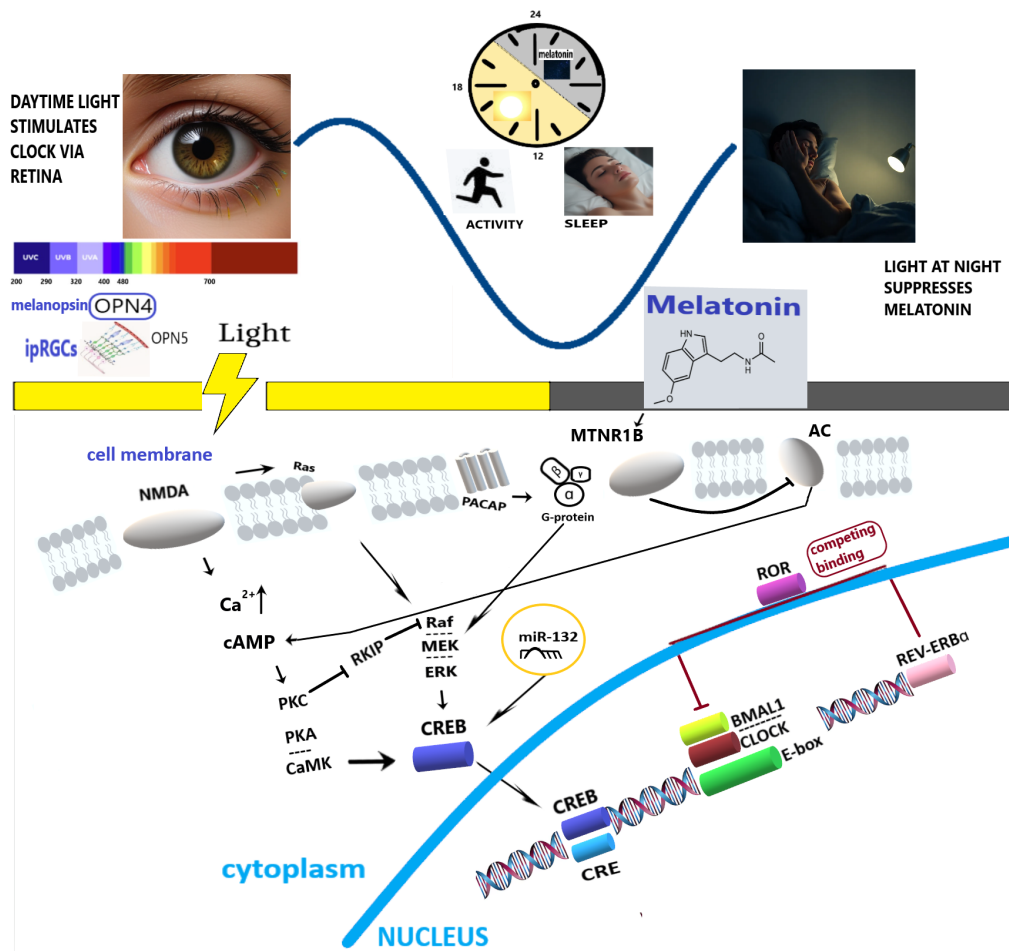 24
melatonin
18
12
DAYTIME LIGHT
STIMULATES
CLOCK VIA
RETINA
ACTIVITY
SLEEP
UVC
UVB
UVA
200
290
320
400
480
700
melanopsin
OPN4
ipRGCs
OPN5
Light
LIGHT AT NIGHT
SUPPRESSES
MELATONIN
Melatonin
HN
O
N
H
O
cell membrane
NMDA
Ras
PACAP
β
γ
α
G-protein
MTNR1B
AC
Ca2+↑
cAMP
PKC
RKIP
Raf
MEK
ERK
PKA
CaMK
CREB
miR-132
competing
binding
ROR
REV-ERBα
BMAL1
CLOCK
E-box
CREB
CRE
cytoplasm
NUCLEUS